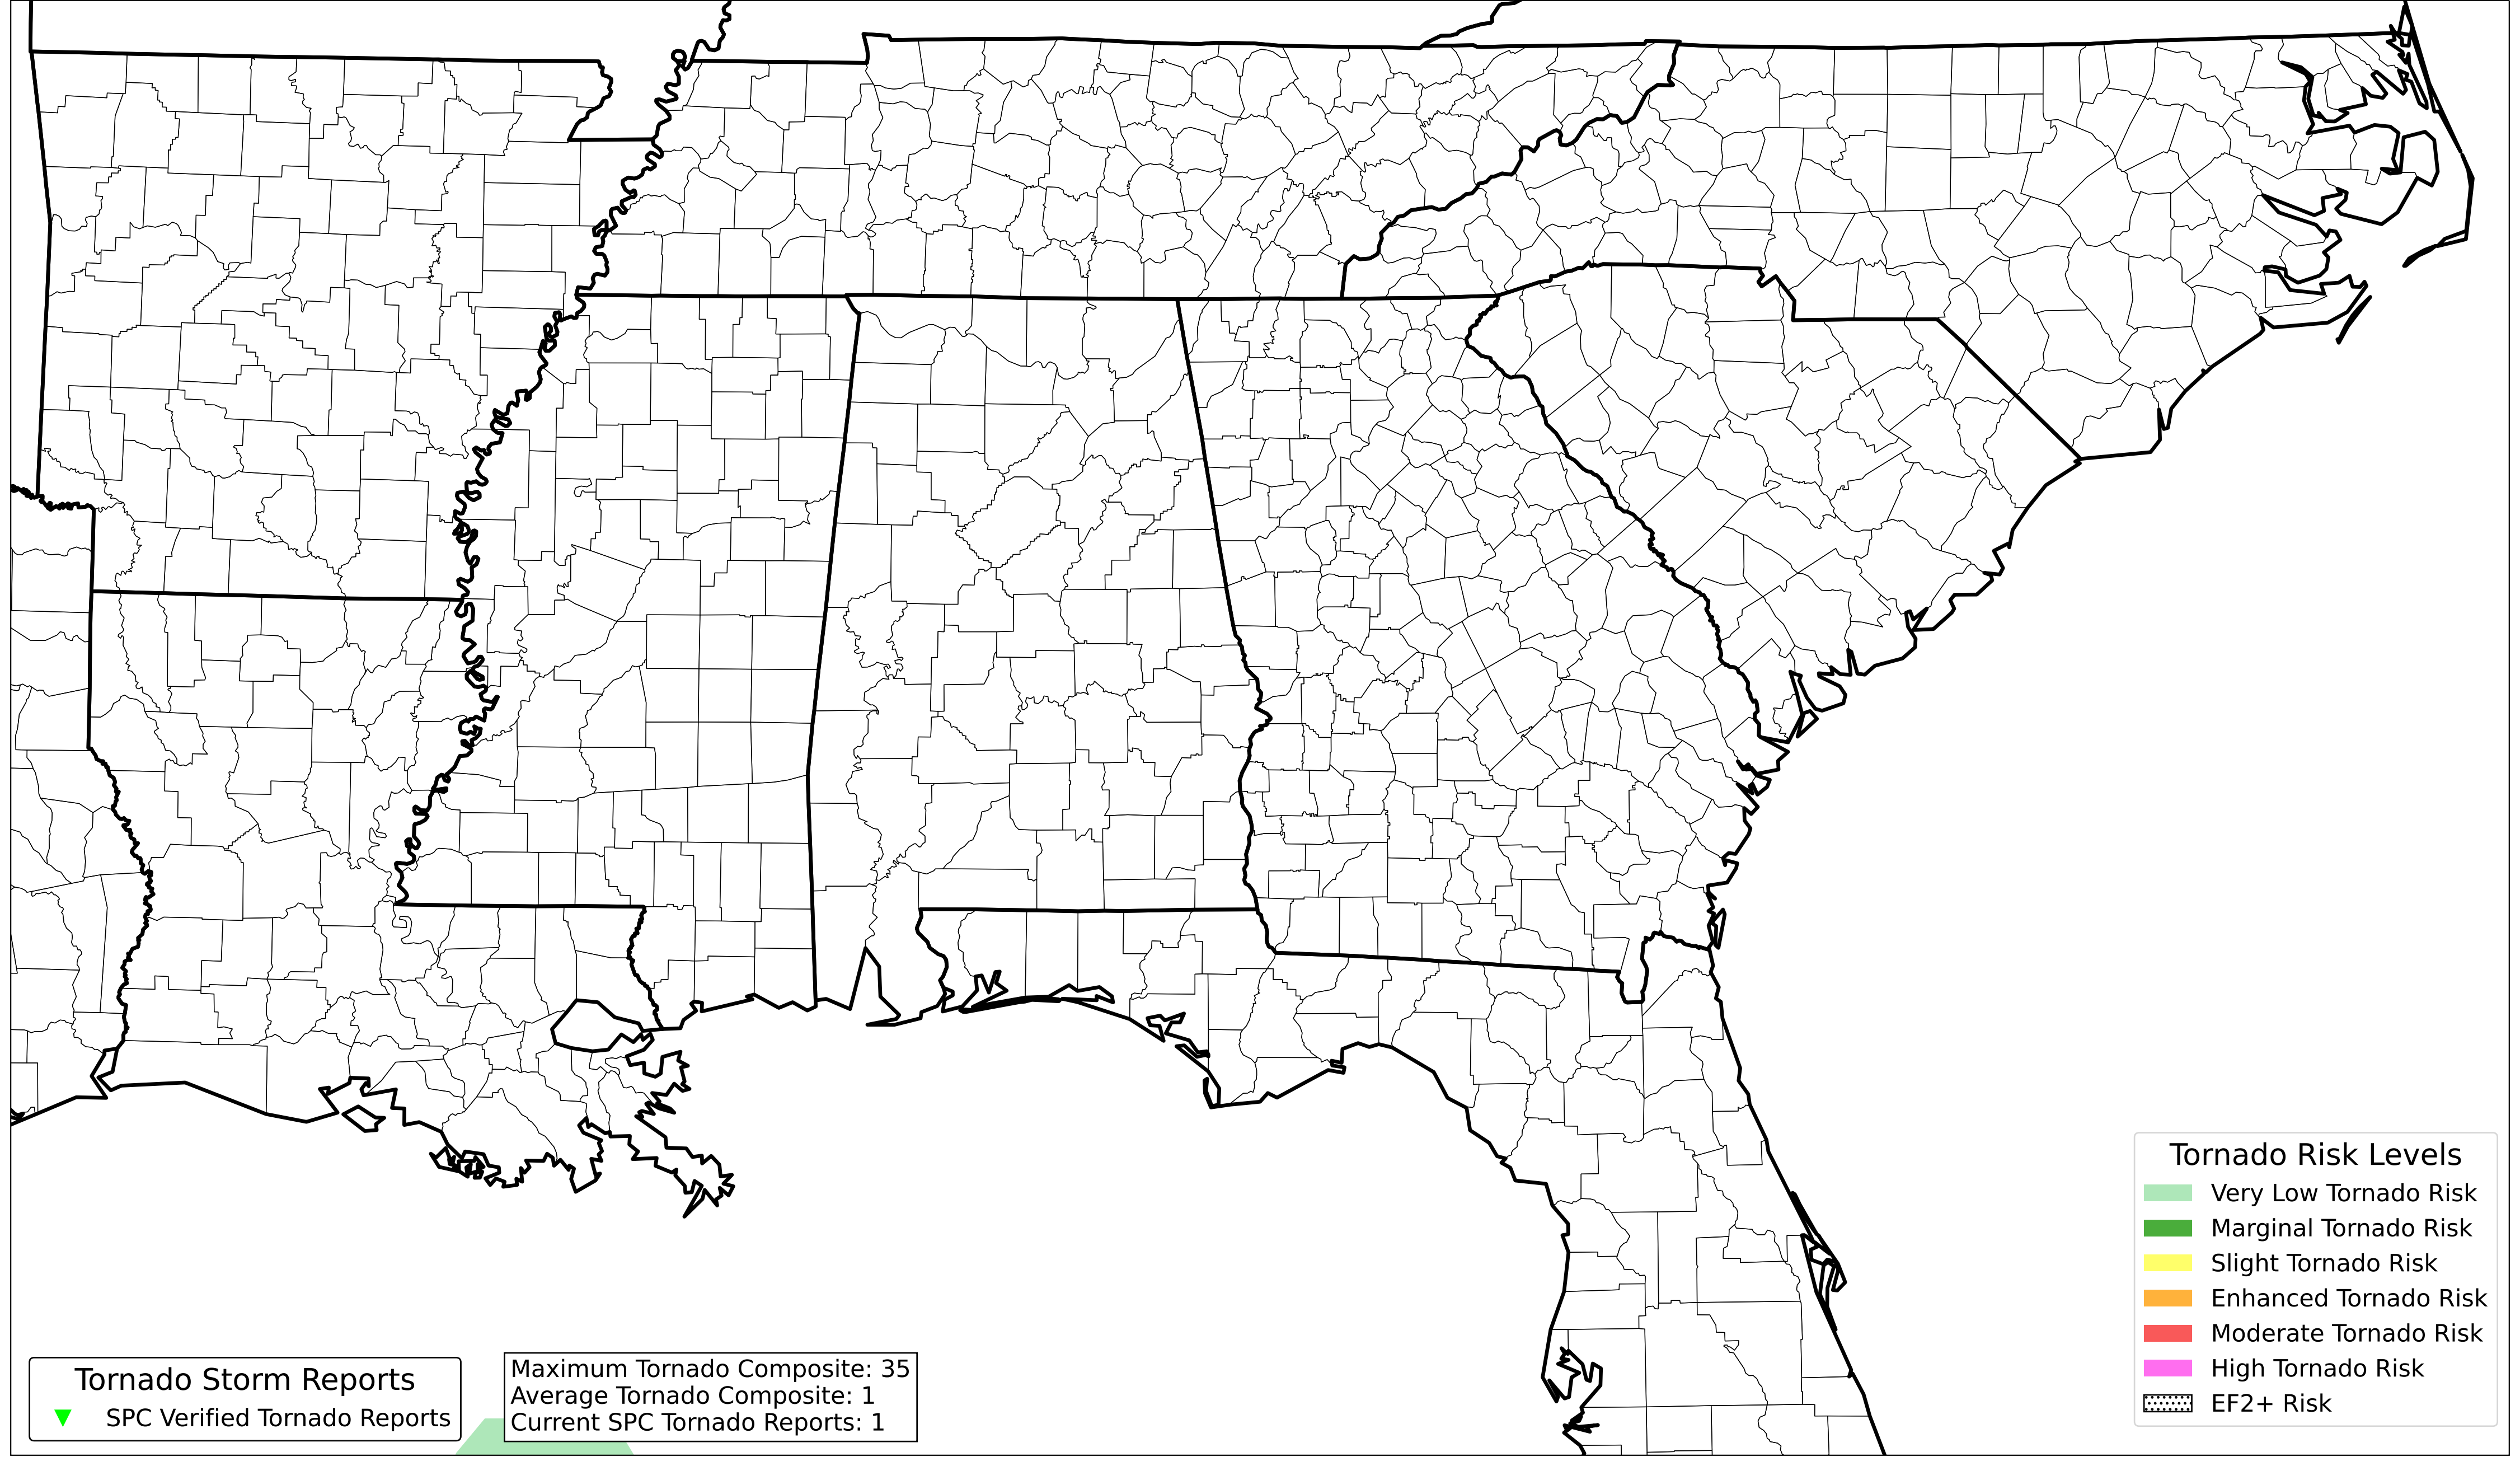 Tornado Risk Levels
Very Low Tornado Risk
Marginal Tornado Risk
Slight Tornado Risk
Enhanced Tornado Risk
Moderate Tornado Risk
High Tornado Risk
EF2+ Risk
Tornado Storm Reports
SPC Verified Tornado Reports
Maximum Tornado Composite: 35
Average Tornado Composite: 1
Current SPC Tornado Reports: 1